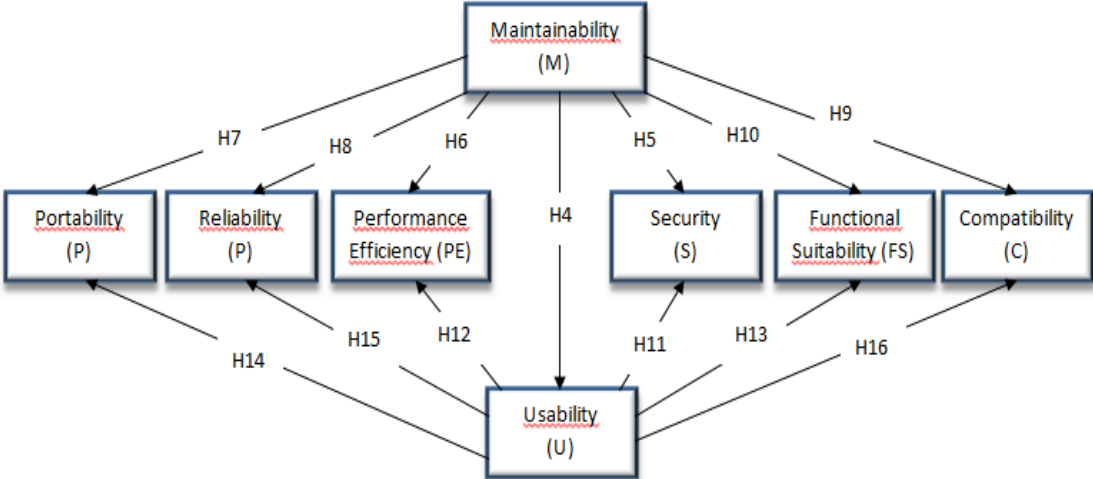 Maintainability
(M)
H7
H8
H6
H4
H5
H10
H9
Portability
(P)
Reliability
(P)
Performance
Efficiency (PE)
Security
(S)
Functional
Suitability (FS)
Compatibility
(C)
H14
H15
H12
H11
H13
H16
Usability
(U)